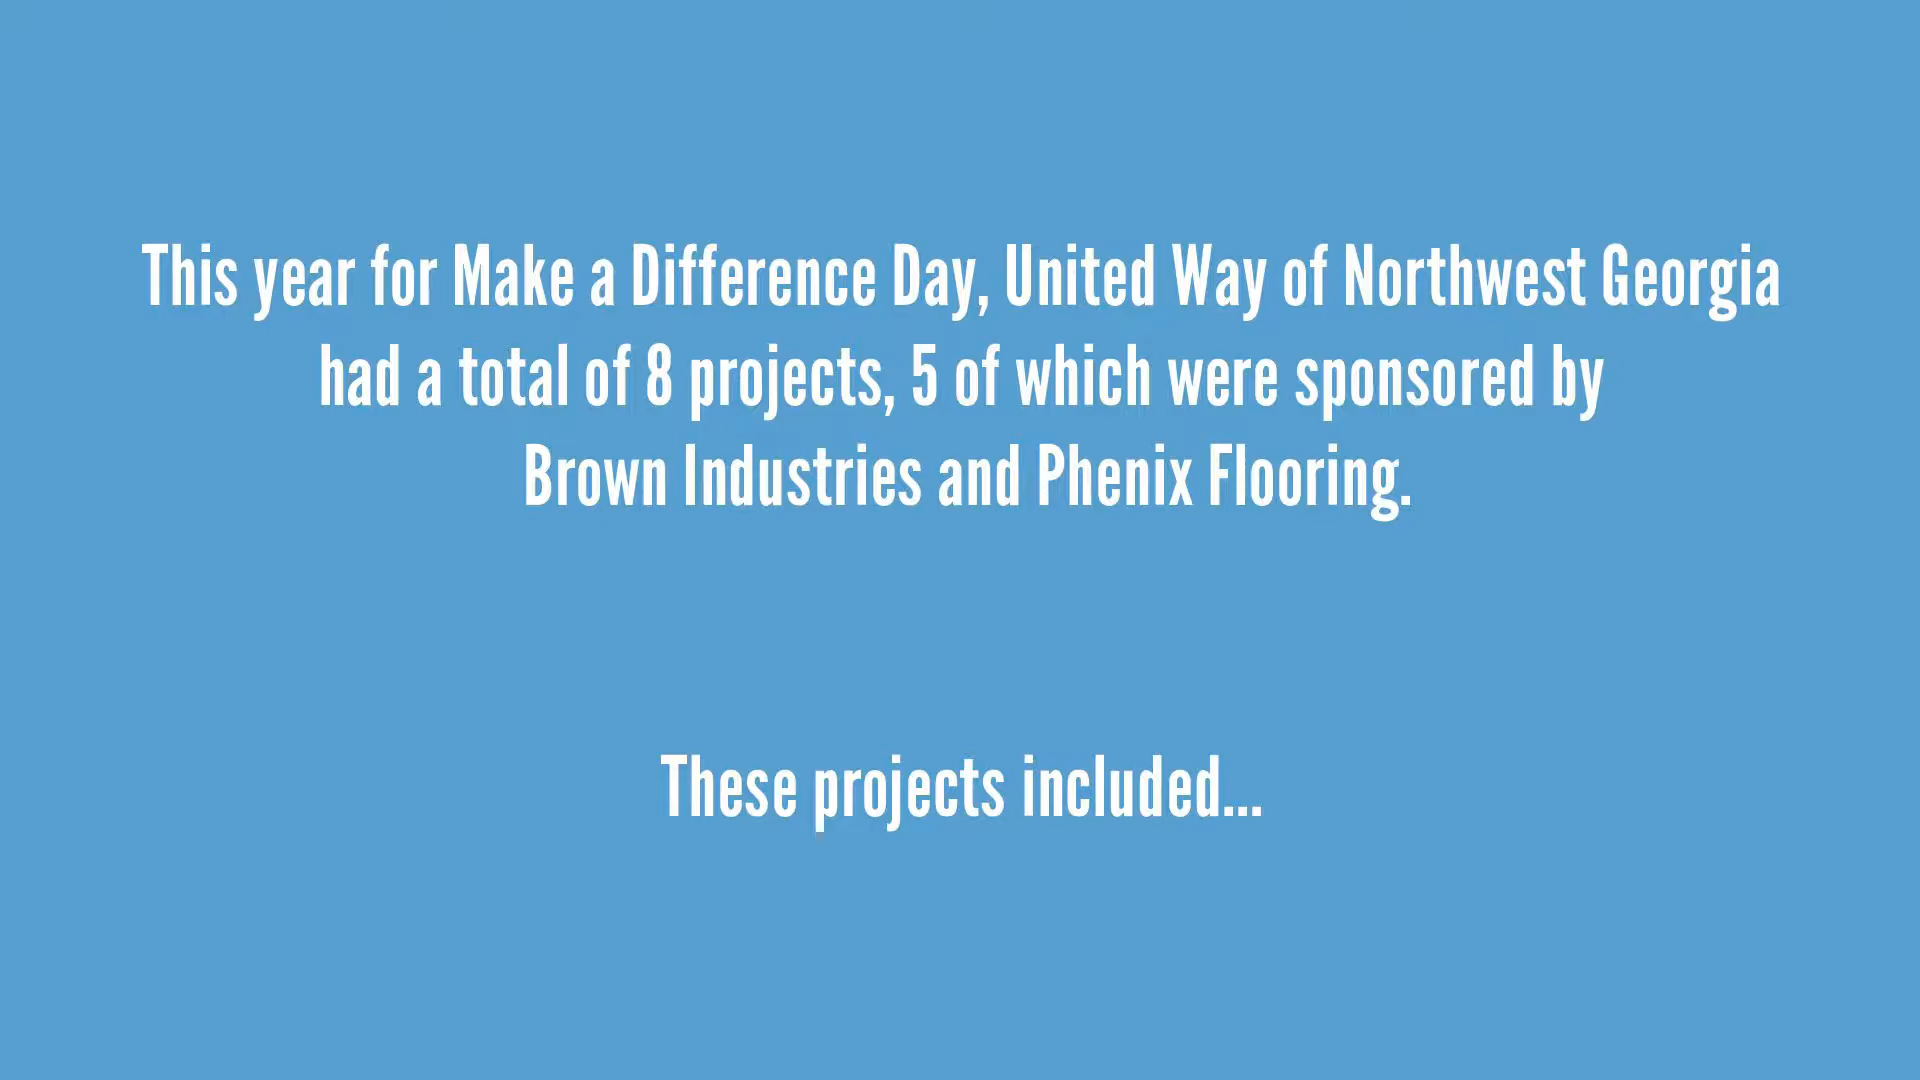 This year for Make a Difference Day, United Way of Northwest Georgia
had a total of 8 projects, 5 of which were sponsored by
Brown Industries and Phenix Flooring.
These projects included...